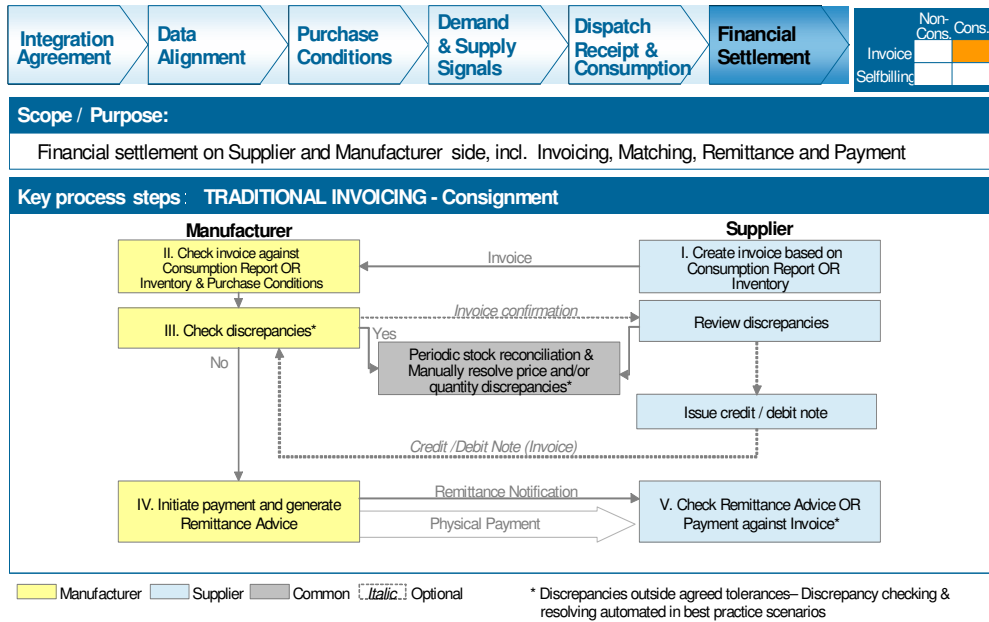 Integration
Agreement
Data
Alignment
Purchase
Conditions
Demand
& Supply
Signals
Dispatch
Receipt &
Consumption
Financial
Settlement
Non-
Cons.
Cons.
Invoice
Selfbilling
Scope / Purpose:
Financial settlement on Supplier and Manufacturer side, incl. Invoicing, Matching, Remittance and Payment
Key process steps: TRADITIONAL INVOICING - Consignment
Manufacturer
Supplier
II. Check invoice against
Consumption Report OR
Inventory & Purchase Conditions
Invoice
I. Create invoice based on
Consumption Report OR
Inventory
III. Check discrepancies*
Invoice confirmation
Review discrepancies
Yes
No
Periodic stock reconciliation &
Manually resolve price and/or
quantity discrepancies*
Issue credit / debit note
Credit /Debit Note (Invoice)
IV. Initiate payment and generate
Remittance Advice
Remittance Notification
Physical Payment
V. Check Remittance Advice OR
Payment against Invoice*
Manufacturer
Supplier
Common
Italic
Optional
* Discrepancies outside agreed tolerances– Discrepancy checking &
resolving automated in best practice scenarios